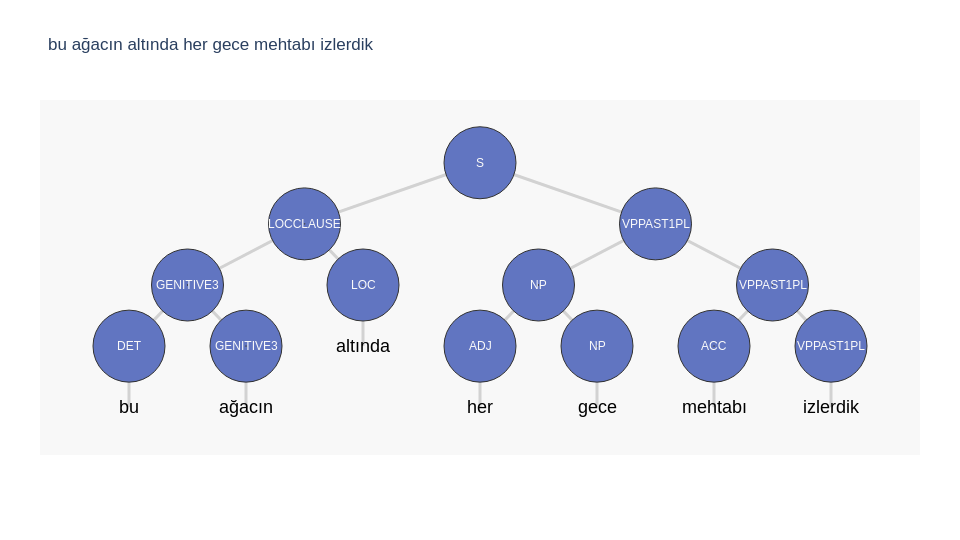 bu ağacın altında her gece mehtabı izlerdik
S
LOCCLAUSE VPPAST1PL
GENITIVE3 LOC NP VPPAST1PL
DET GENITIVE3 altında ADJ NP ACC VPPAST1PL
bu ağacın her gece mehtabı izlerdik